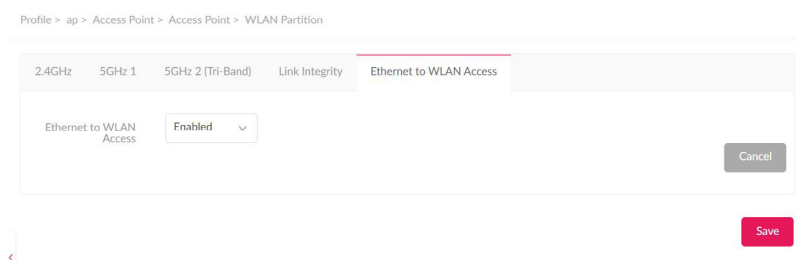 Profile > ap > Access Point > Access Point > WLAN Partition
2.4GHz 5GHz 1 5GHz 2 (Tri-Band) Link Integrity Ethernet to WLAN Access
Ethernet to WLAN Enabled
Access
Cancel
Save